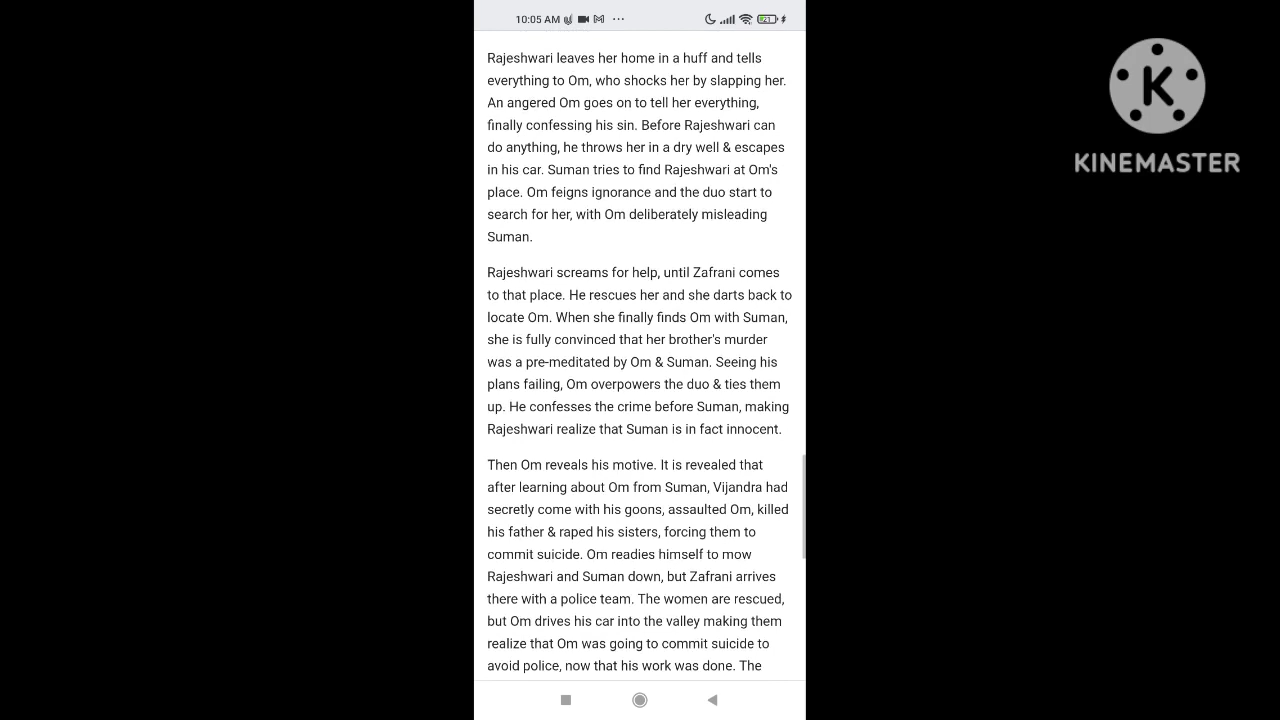 10:05 AM
21
K
KINEMASTER
Rajeshwari leaves her home in a huff and tells
everything to Om, who shocks her by slapping her.
An angered Om goes on to tell her everything,
finally confessing his sin. Before Rajeshwari can
do anything, he throws her in a dry well & escapes
in his car. Suman tries to find Rajeshwari at Om's
place. Om feigns ignorance and the duo start to
search for her, with Om deliberately misleading
Suman.
Rajeshwari screams for help, until Zafrani comes
to that place. He rescues her and she darts back to
locate Om. When she finally finds Om with Suman,
she is fully convinced that her brother's murder
was a pre-meditated by Om & Suman. Seeing his
plans failing, Om overpowers the duo & ties them
up. He confesses the crime before Suman, making
Rajeshwari realize that Suman is in fact innocent.
Then Om reveals his motive. It is revealed that
after learning about Om from Suman, Vijandra had
secretly come with his goons, assaulted Om, killed
his father & raped his sisters, forcing them to
commit suicide. Om readies himself to mow
Rajeshwari and Suman down, but Zafrani arrives
there with a police team. The women are rescued,
but Om drives his car into the valley making them
realize that Om was going to commit suicide to
avoid police, now that his work was done. The